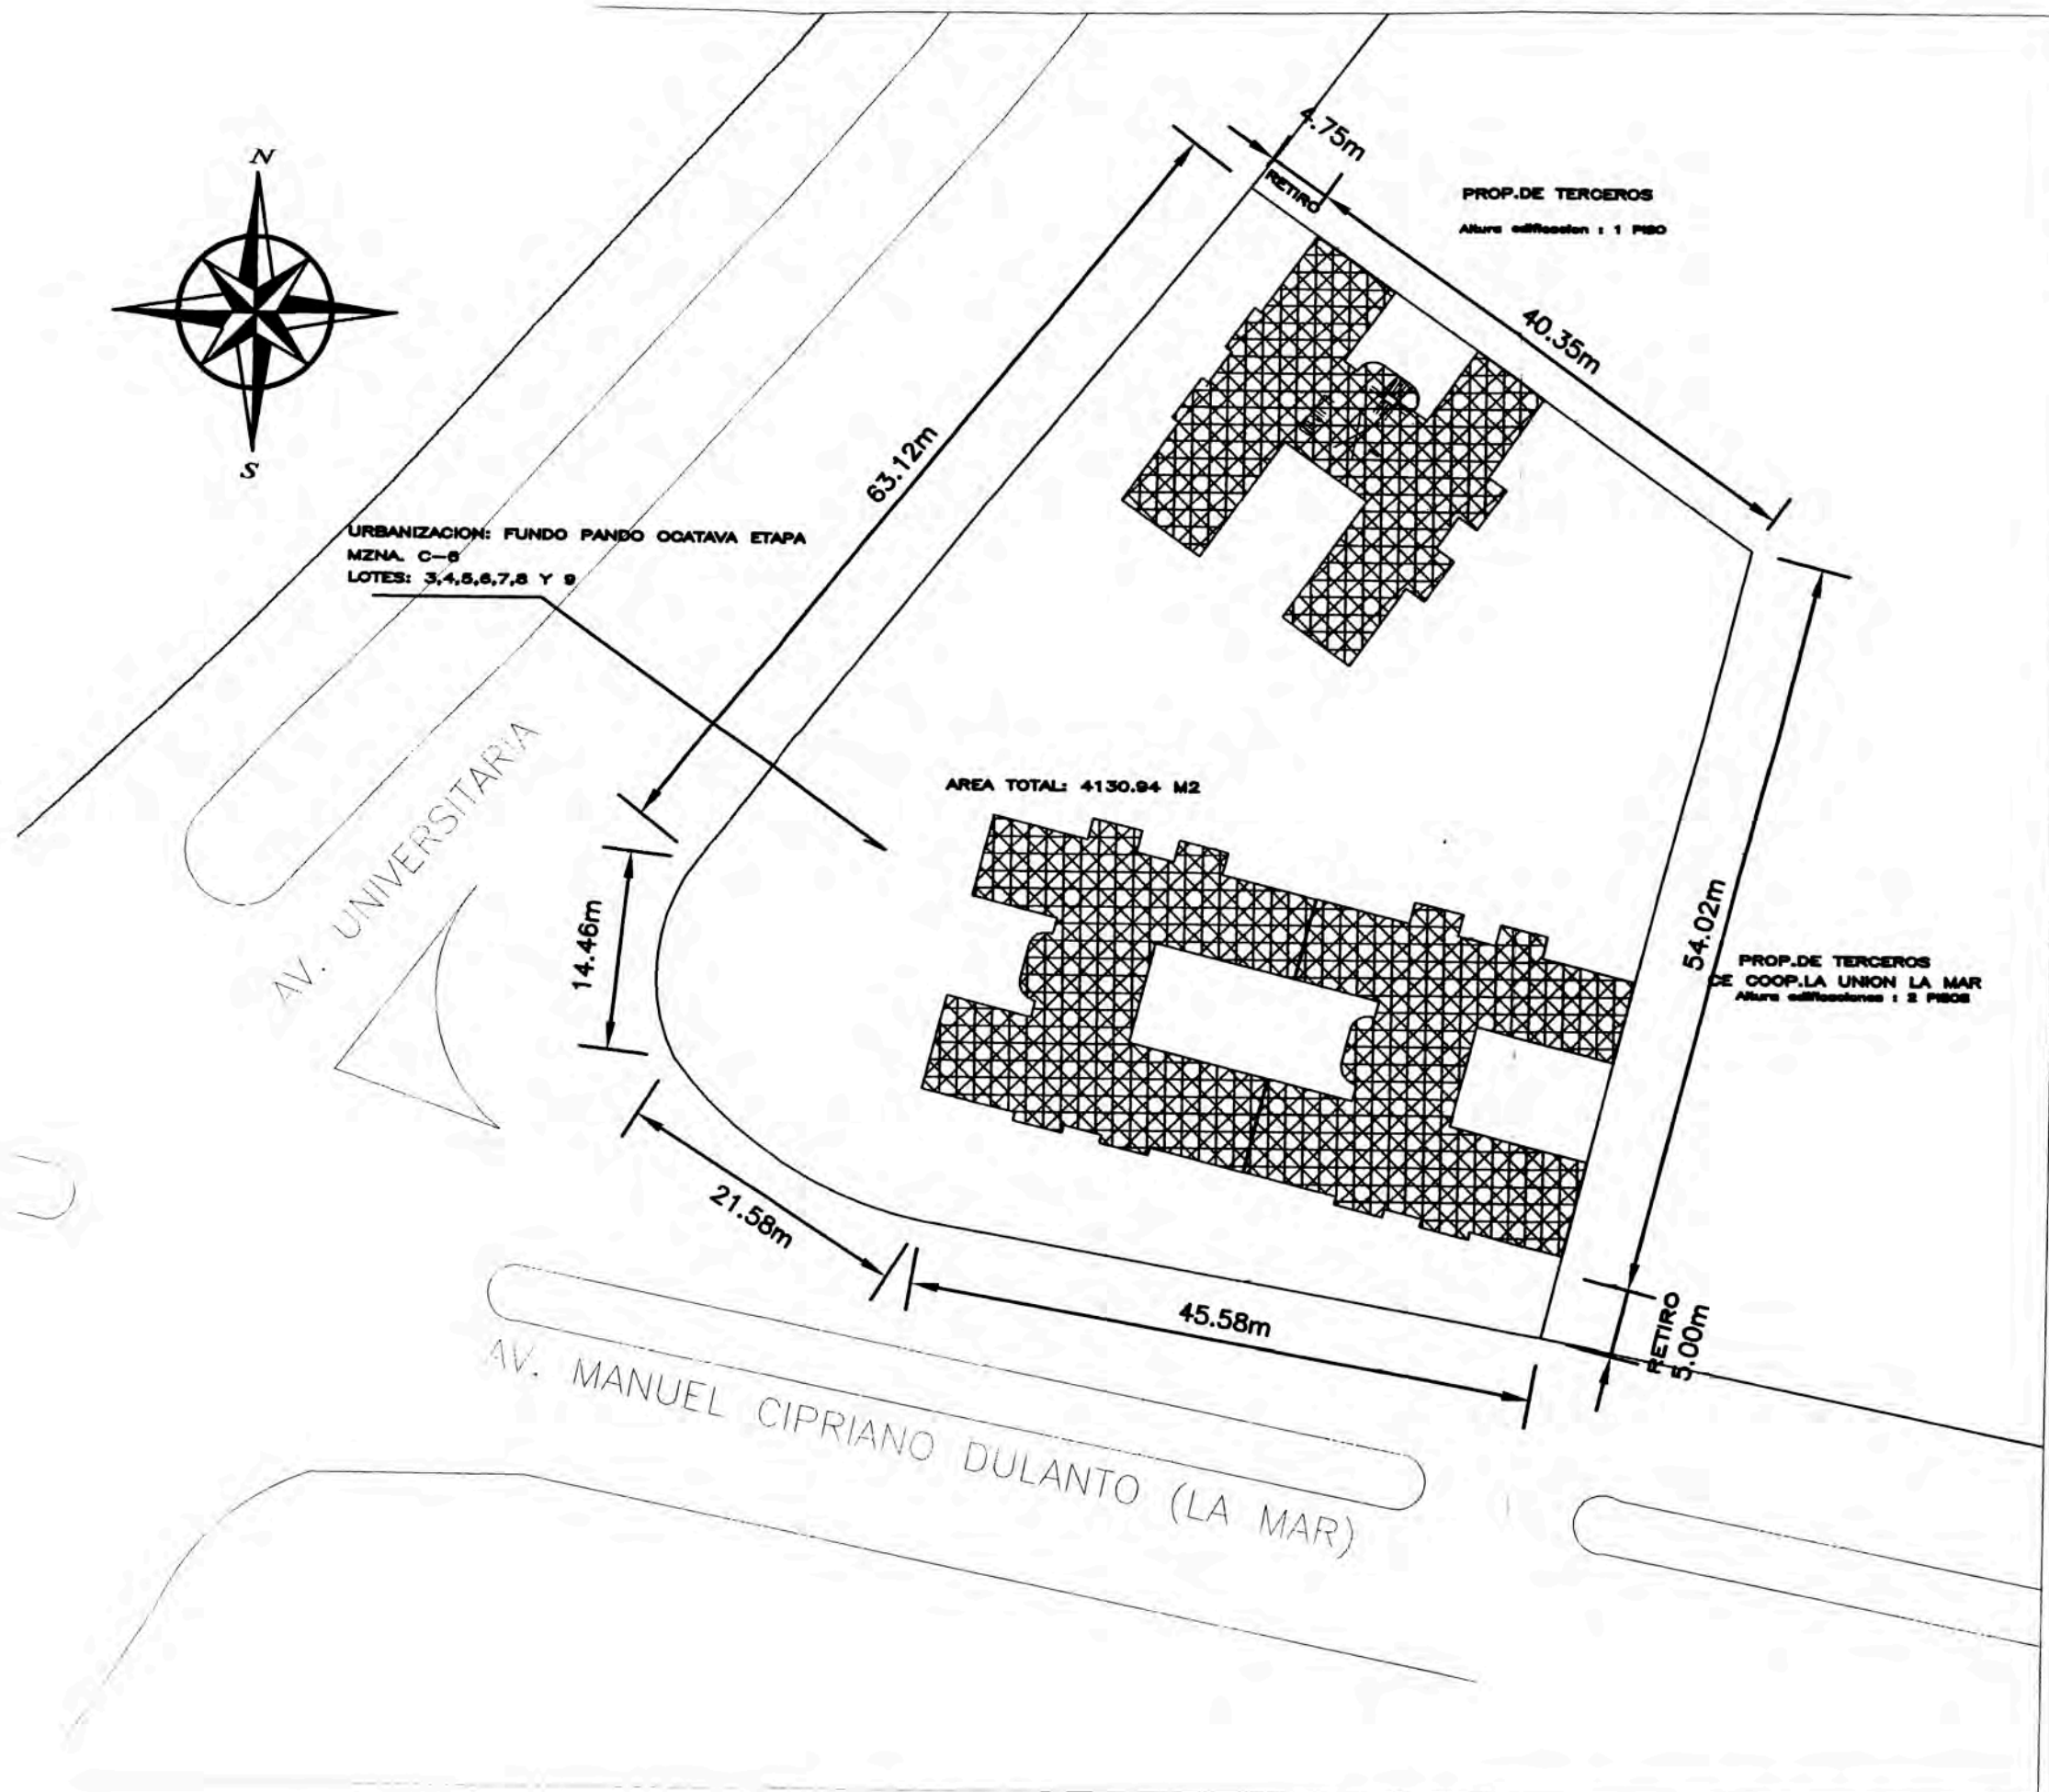 N
S
4.75m
RETIRO
PROP.DE TERCEROS
Altura edificacion : 1 PISO
40.35m
63.12m
URBANIZACION: FUNDO PANDO OCATAVA ETAPA
MZNA. C-6
LOTES: 3,4,5,6,7,8 Y 9
AV. UNIVERSITARIA
AREA TOTAL: 4130.94 M2
14.46m
54.02m
PROP.DE TERCEROS
CE COOP.LA UNION LA MAR
Altura edificaciones : 2 PISOS
21.58m
45.58m
RETIRO
5.00m
AV. MANUEL CIPRIANO DULANTO (LA MAR)